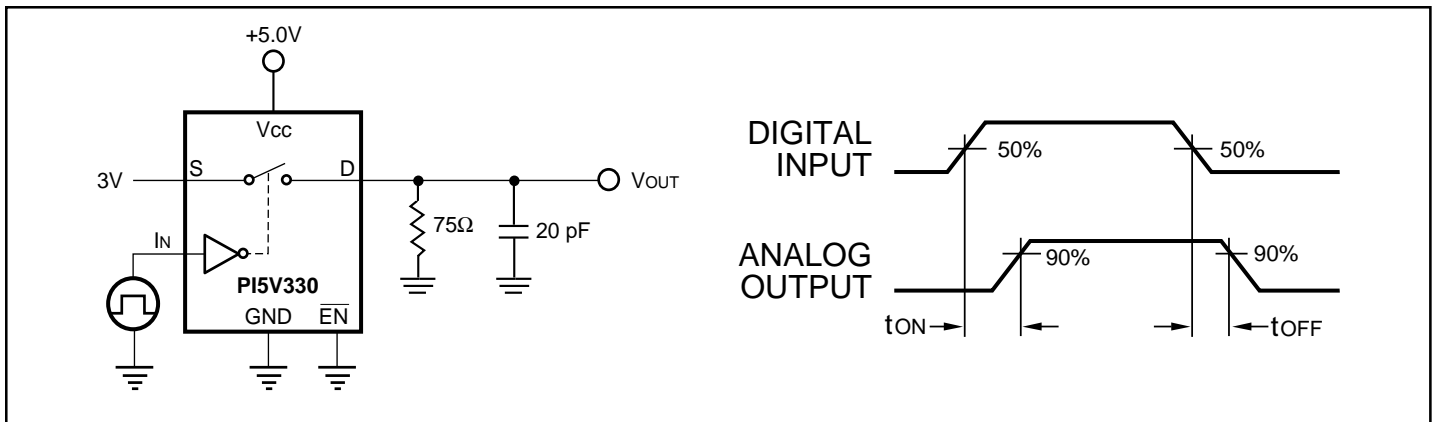 +5.0V
Vcc
S
D
3V
VOUT
75Ω
20 pF
IN
PI5V330
GND
EN
DIGITAL
INPUT
50%
50%
ANALOG
OUTPUT
90%
90%
tON
tOFF